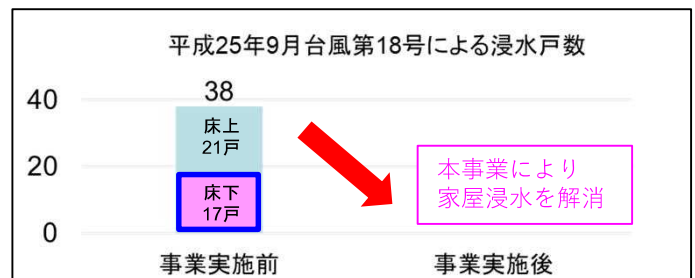 平成25年9月台風第18号による浸水戸数
40
38
床上
21戸
20
本事業により
家屋浸水を解消
床下
17戸
0
事業実施前
事業実施後